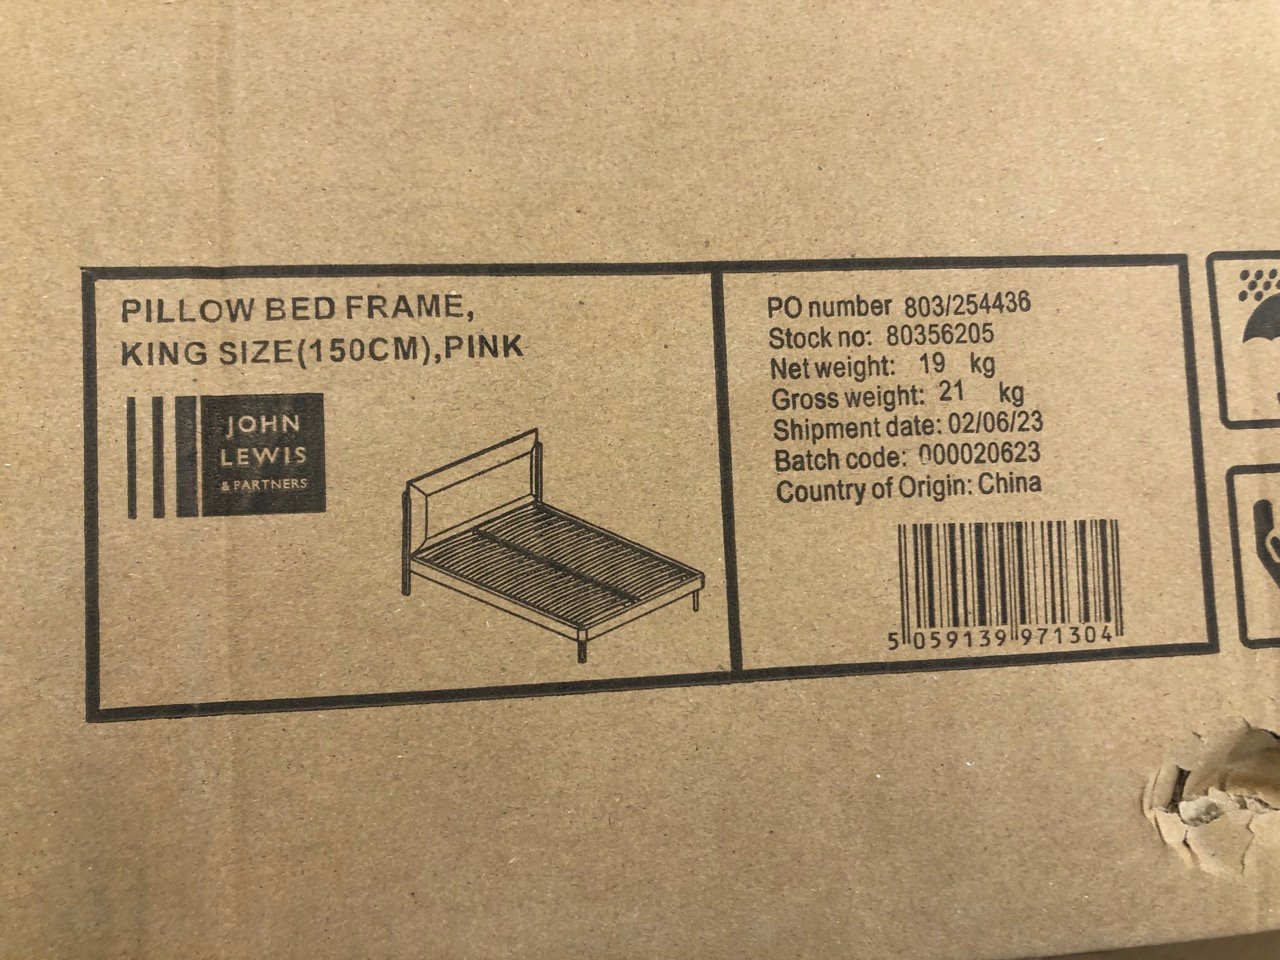 PILLOW BED FRAME,
KING SIZE(150CM),PINK
JOHN
LEWIS
& PARTNERS
PO number 803/254436
Stock no: 80356205
Net weight: 19 kg
Gross weight: 21 kg
Shipment date: 02/06/23
Batch code: 000020623
Country of Origin: China
5 059139 971304